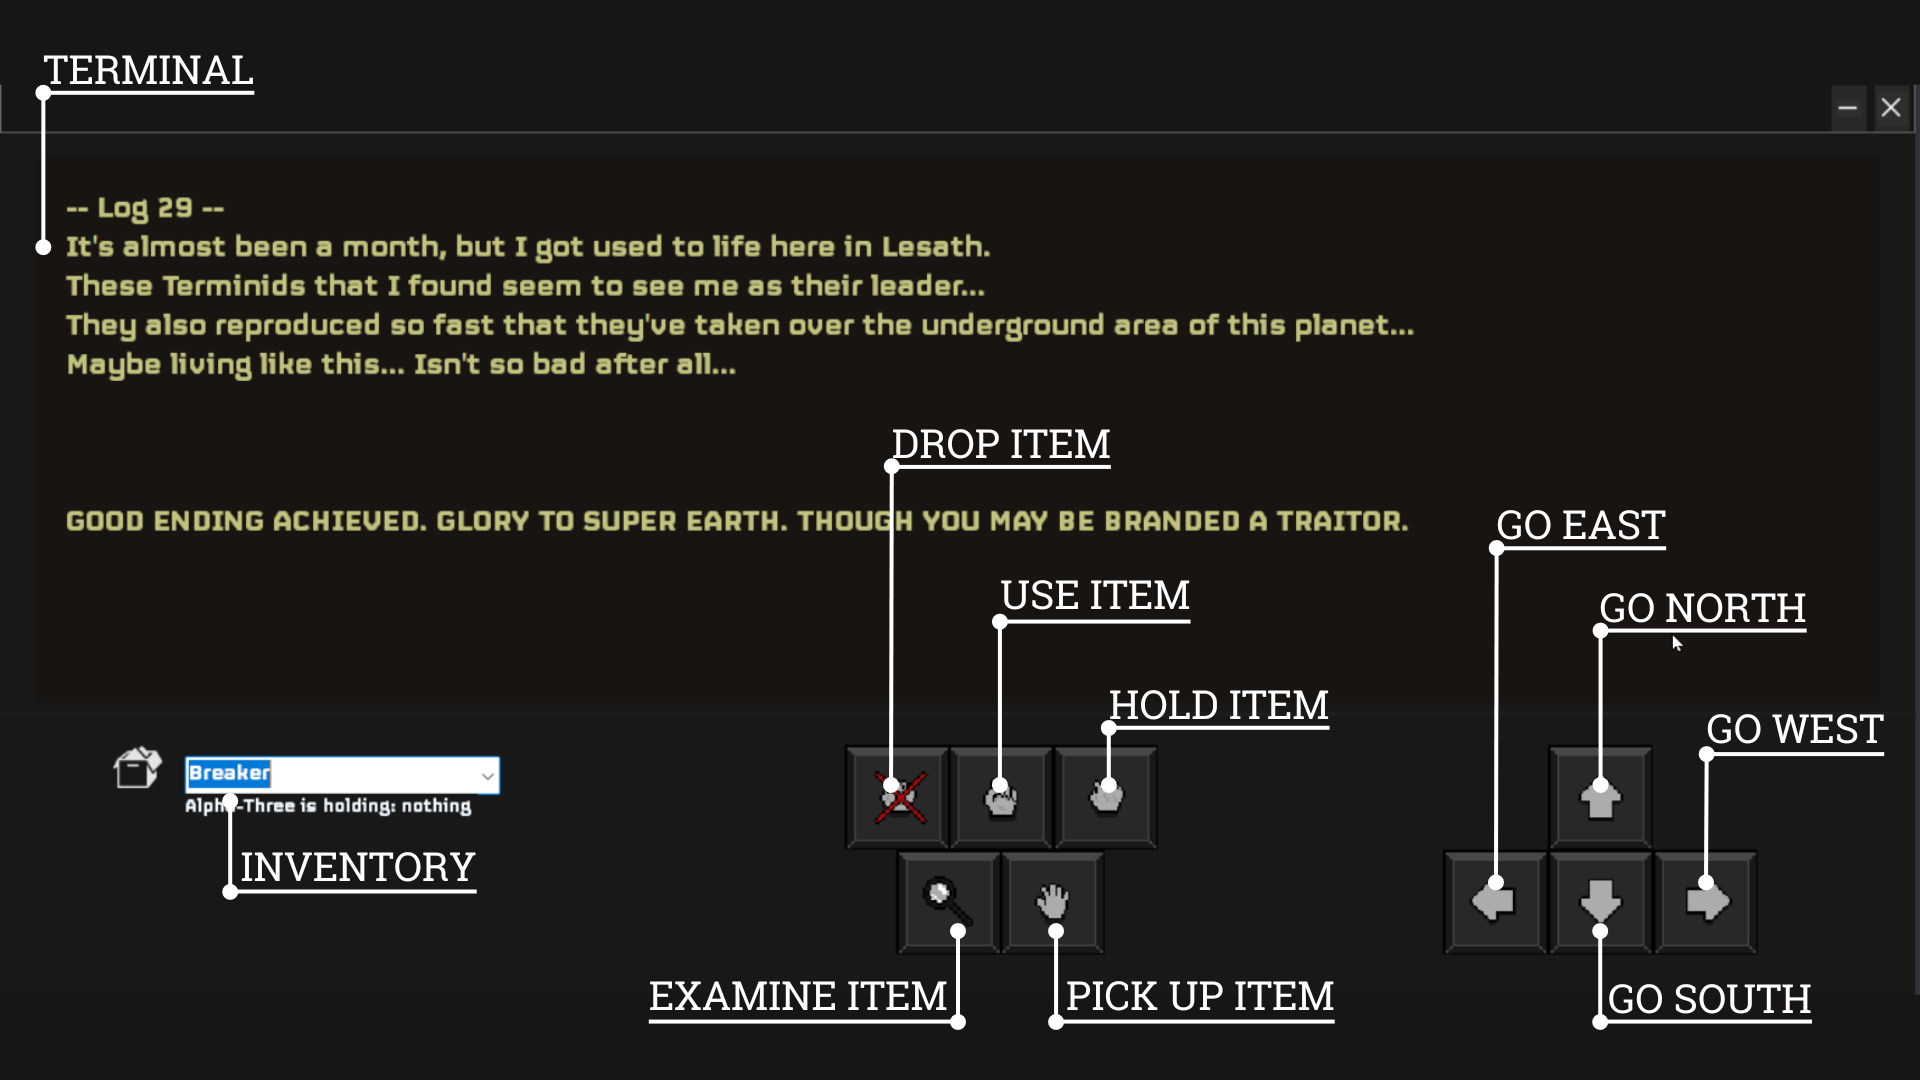 TERMINAL
-- Log 29 --
It's almost been a month, but I got used to life here in Lesath.
These Terminids that I found seem to see me as their leader...
They also reproduced so fast that they've taken over the underground area of this planet...
Maybe living like this... Isn't so bad after all...
DROP ITEM
GOOD ENDING ACHIEVED. GLORY TO SUPER EARTH. THOUGH YOU MAY BE BRANDED A TRAITOR.
GO EAST
USE ITEM
GO NORTH
HOLD ITEM
GO WEST
Breaker
Alpha-Three is holding: nothing
INVENTORY
EXAMINE ITEM
PICK UP ITEM
GO SOUTH